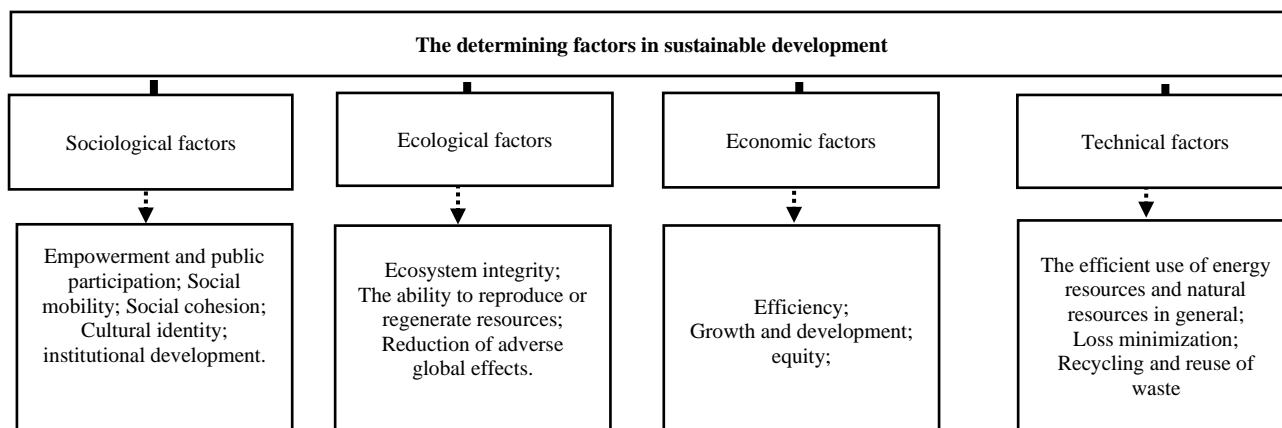 The determining factors in sustainable development
Sociological factors
Ecological factors
Economic factors
Technical factors
Empowerment and public
participation; Social
mobility; Social cohesion;
Cultural identity;
institutional development.
Ecosystem integrity;
The ability to reproduce or
regenerate resources;
Reduction of adverse
global effects.
Efficiency;
Growth and development;
equity;
The efficient use of energy
resources and natural
resources in general;
Loss minimization;
Recycling and reuse of
waste